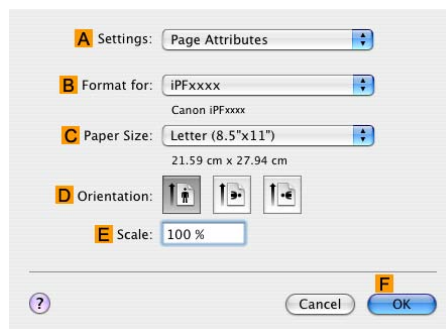 A Settings: Page Attributes
B Format for: iPFxxxx
Canon iPFxxxx
C Paper Size: Letter (8.5"x11")
21.59 cm x 27.94 cm
D Orientation:
E Scale: 100 %
F
? Cancel OK